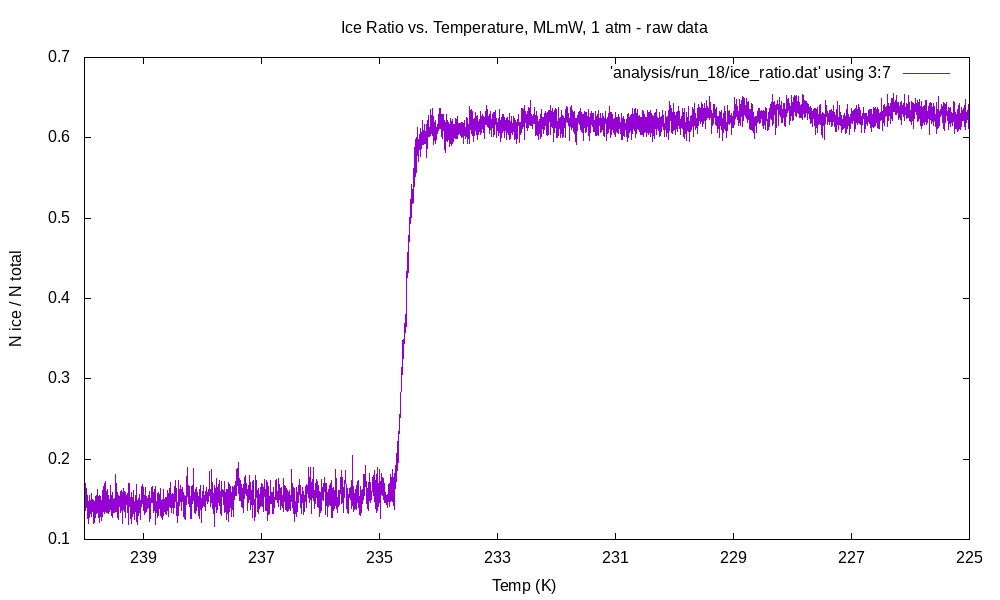 Ice Ratio vs. Temperature, MLmW, 1 atm - raw data
'analysis/run_18/ice_ratio.dat' using 3:7
N ice / N total
0.7
0.6
0.5
0.4
0.3
0.2
0.1
239 237 235 233 231 229 227 225
Temp (K)